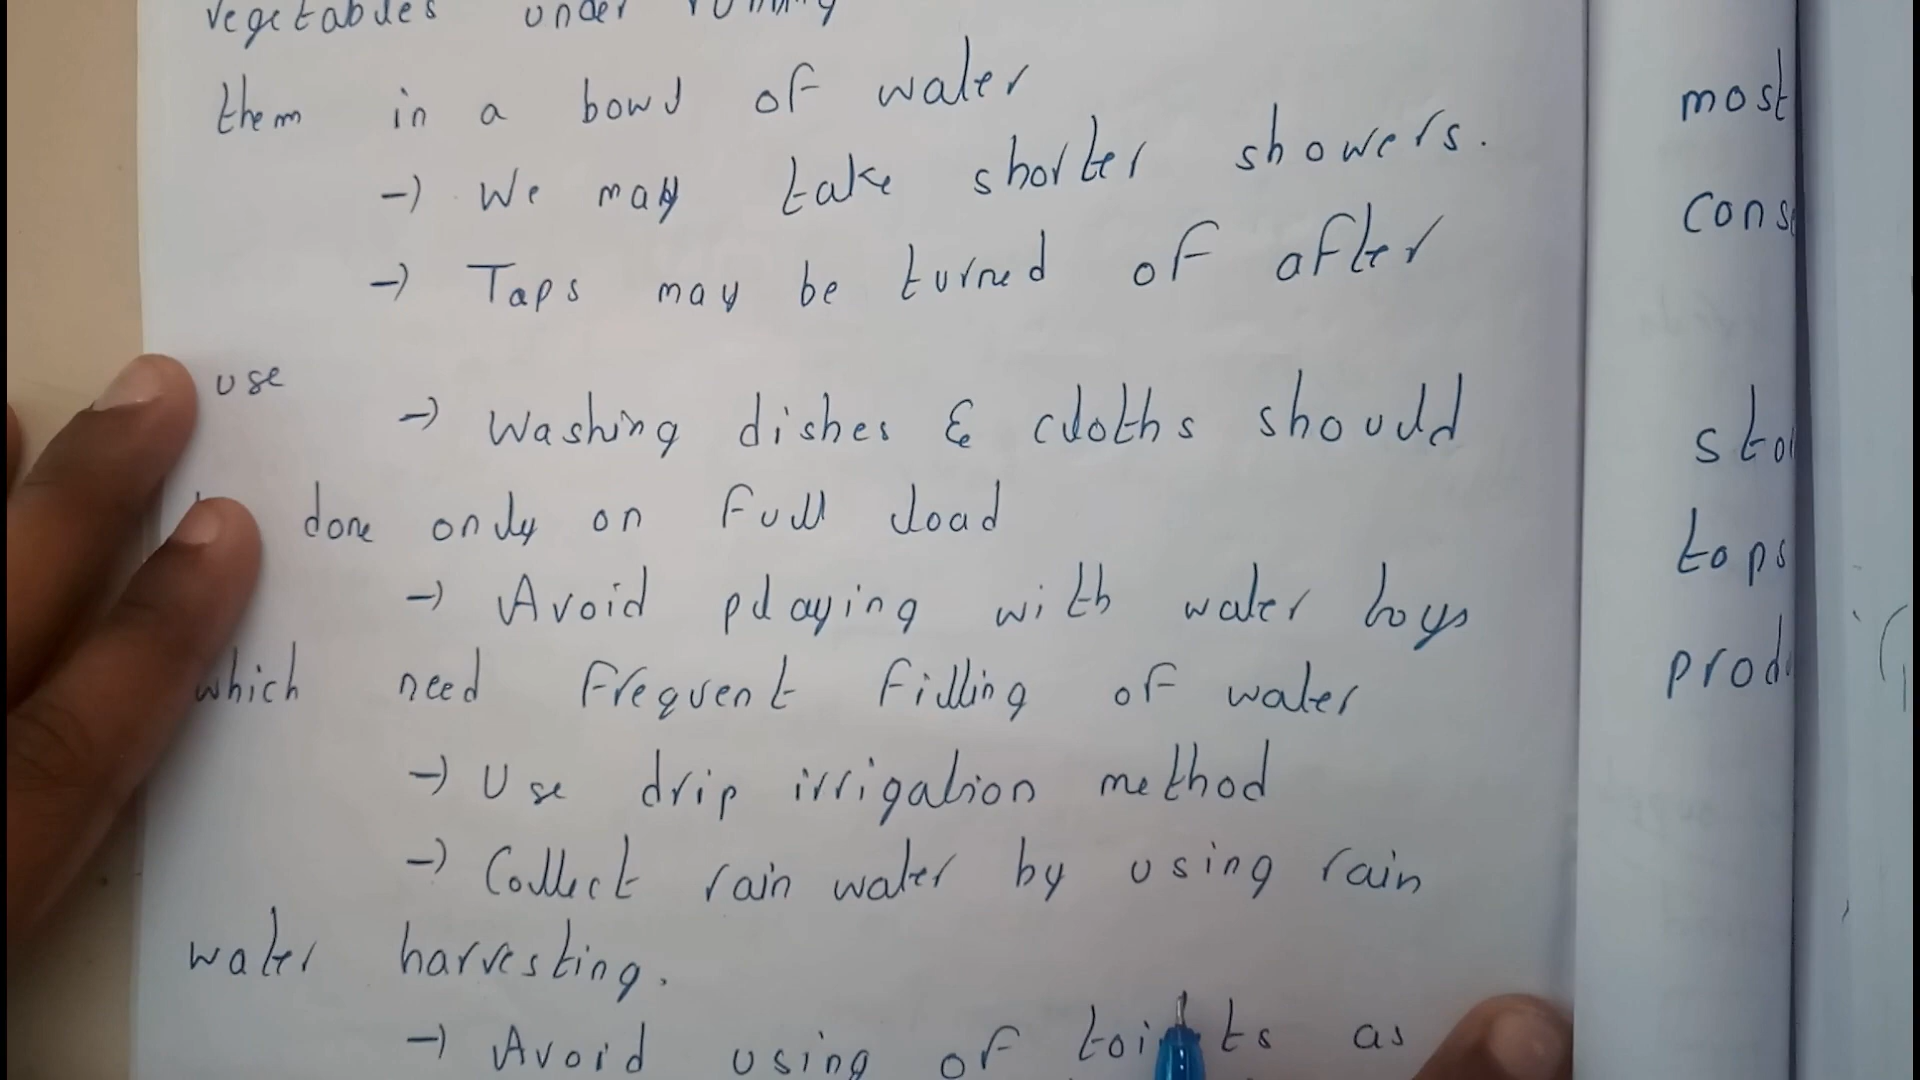 vegetables under running
them in a bowl of water
-> We may take shorter showers.
-> Taps may be turned of after
use
-> Washing dishes & cloths should
done only on full load
-> Avoid playing with water toys
which need frequent filling of water
-> Use drip irrigation method
-> Collect rain water by using rain
water harvesting.
-> Avoid using of as
most
cons
sto
tops
prod